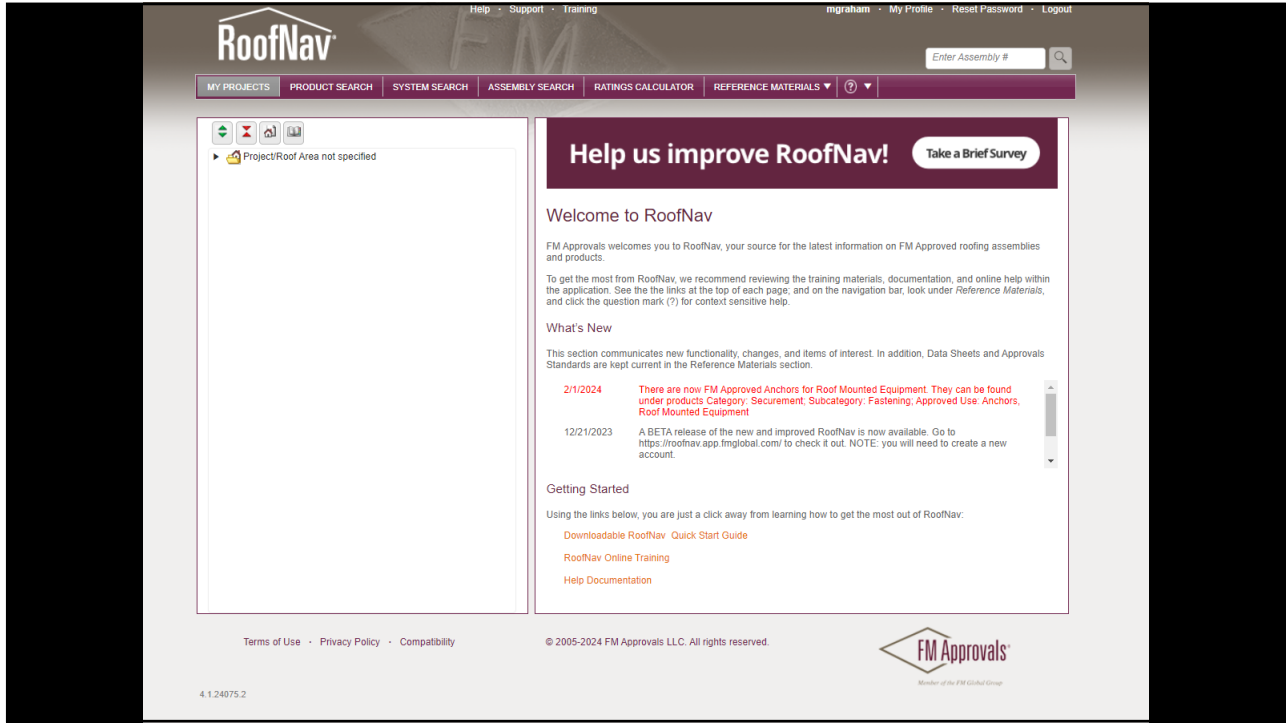 Help · Support · Training
mgraham · My Profile · Reset Password · Logout
RoofNav®
FM
Enter Assembly #
MY PROJECTS PRODUCT SEARCH SYSTEM SEARCH ASSEMBLY SEARCH RATINGS CALCULATOR REFERENCE MATERIALS ▼ ? ▼
Project/Roof Area not specified
Help us improve RoofNav! Take a Brief Survey
Welcome to RoofNav
FM Approvals welcomes you to RoofNav, your source for the latest information on FM Approved roofing assemblies
and products.
To get the most from RoofNav, we recommend reviewing the training materials, documentation, and online help within
the application. See the the links at the top of each page; and on the navigation bar, look under Reference Materials,
and click the question mark (?) for context sensitive help.
What's New
This section communicates new functionality, changes, and items of interest. In addition, Data Sheets and Approvals
Standards are kept current in the Reference Materials section.
2/1/2024 There are now FM Approved Anchors for Roof Mounted Equipment. They can be found
under products Category: Securement; Subcategory: Fastening; Approved Use: Anchors,
Roof Mounted Equipment
12/21/2023 A BETA release of the new and improved RoofNav is now available. Go to
https://roofnav.app.fmglobal.com/ to check it out. NOTE: you will need to create a new
account.
Getting Started
Using the links below, you are just a click away from learning how to get the most out of RoofNav:
Downloadable RoofNav Quick Start Guide
RoofNav Online Training
Help Documentation
Terms of Use · Privacy Policy · Compatibility
© 2005-2024 FM Approvals LLC. All rights reserved.
FM Approvals®
Member of the FM Global Group
4.1.24075.2